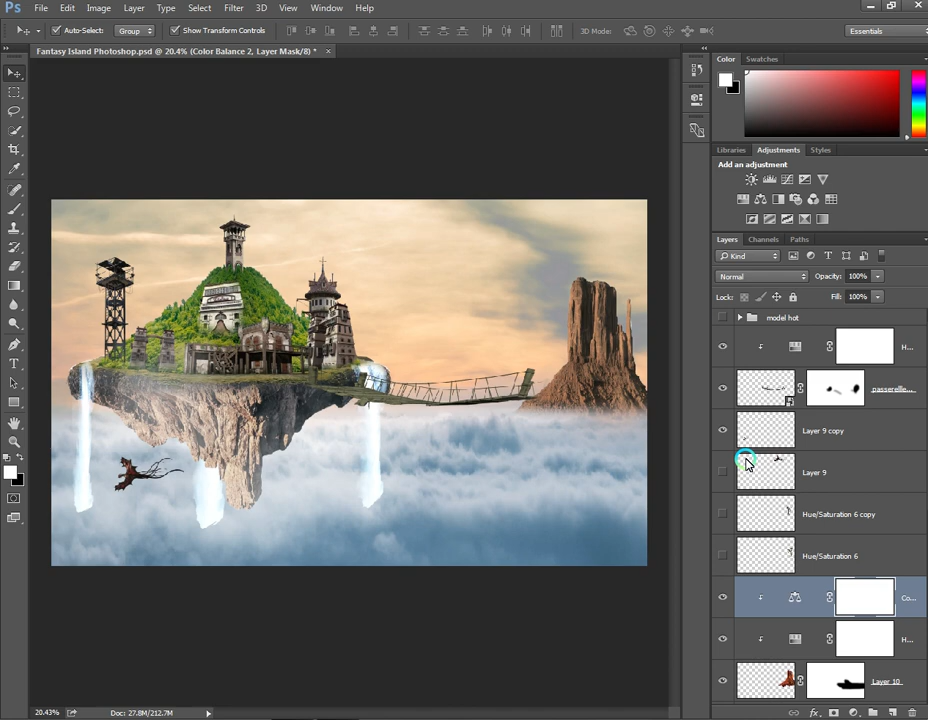 Ps File Edit Image Layer Type Select Filter 3D View Window Help
Auto-Select: Group Show Transform Controls 3D Mode: Essentials
Fantasy Island Photoshop.psd @ 20.4% (Color Balance 2, Layer Mask/8) * ×
Color Swatches
Libraries Adjustments Styles
Add an adjustment
Layers Channels Paths
Kind
Normal Opacity: 100%
Lock: Fill: 100%
model hot
H...
passerelle...
Layer 9 copy
Layer 9
Hue/Saturation 6 copy
Hue/Saturation 6
Co...
H...
Layer 10
20.43% Doc: 27.8M/212.7M